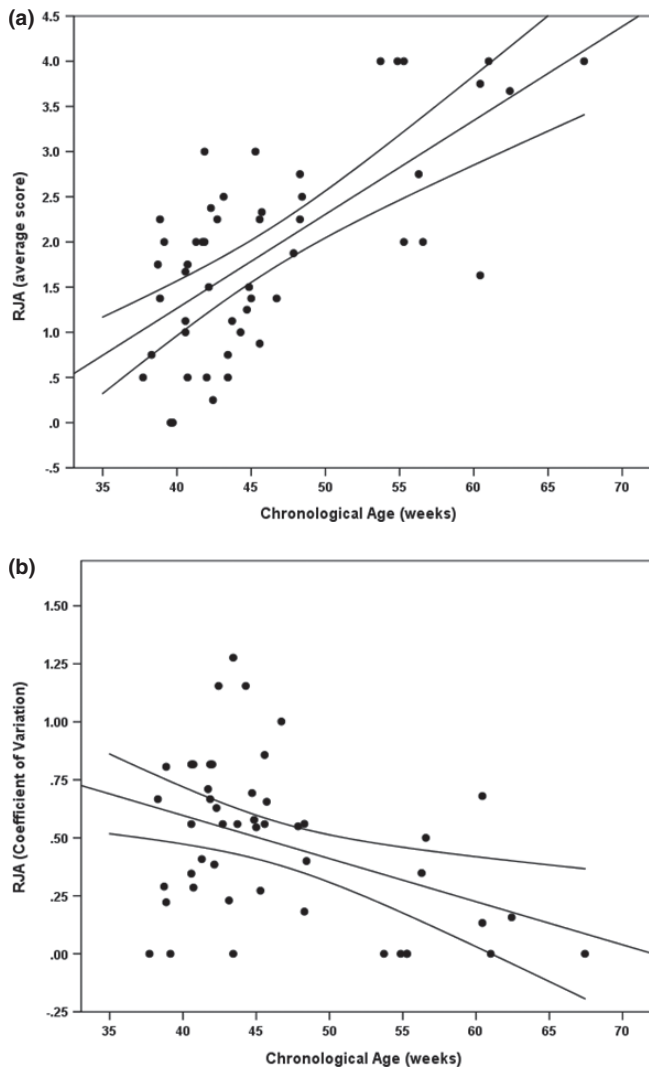 (a)
4.5
4.0
3.5
3.0
2.5
2.0
1.5
1.0
.5
.0
-.5
RJA (average score)
35 40 45 50 55 60 65 70
Chronological Age (weeks)
(b)
1.50
1.25
1.00
.75
.50
.25
.00
-.25
RJA (Coefficient of Variation)
35 40 45 50 55 60 65 70
Chronological Age (weeks)